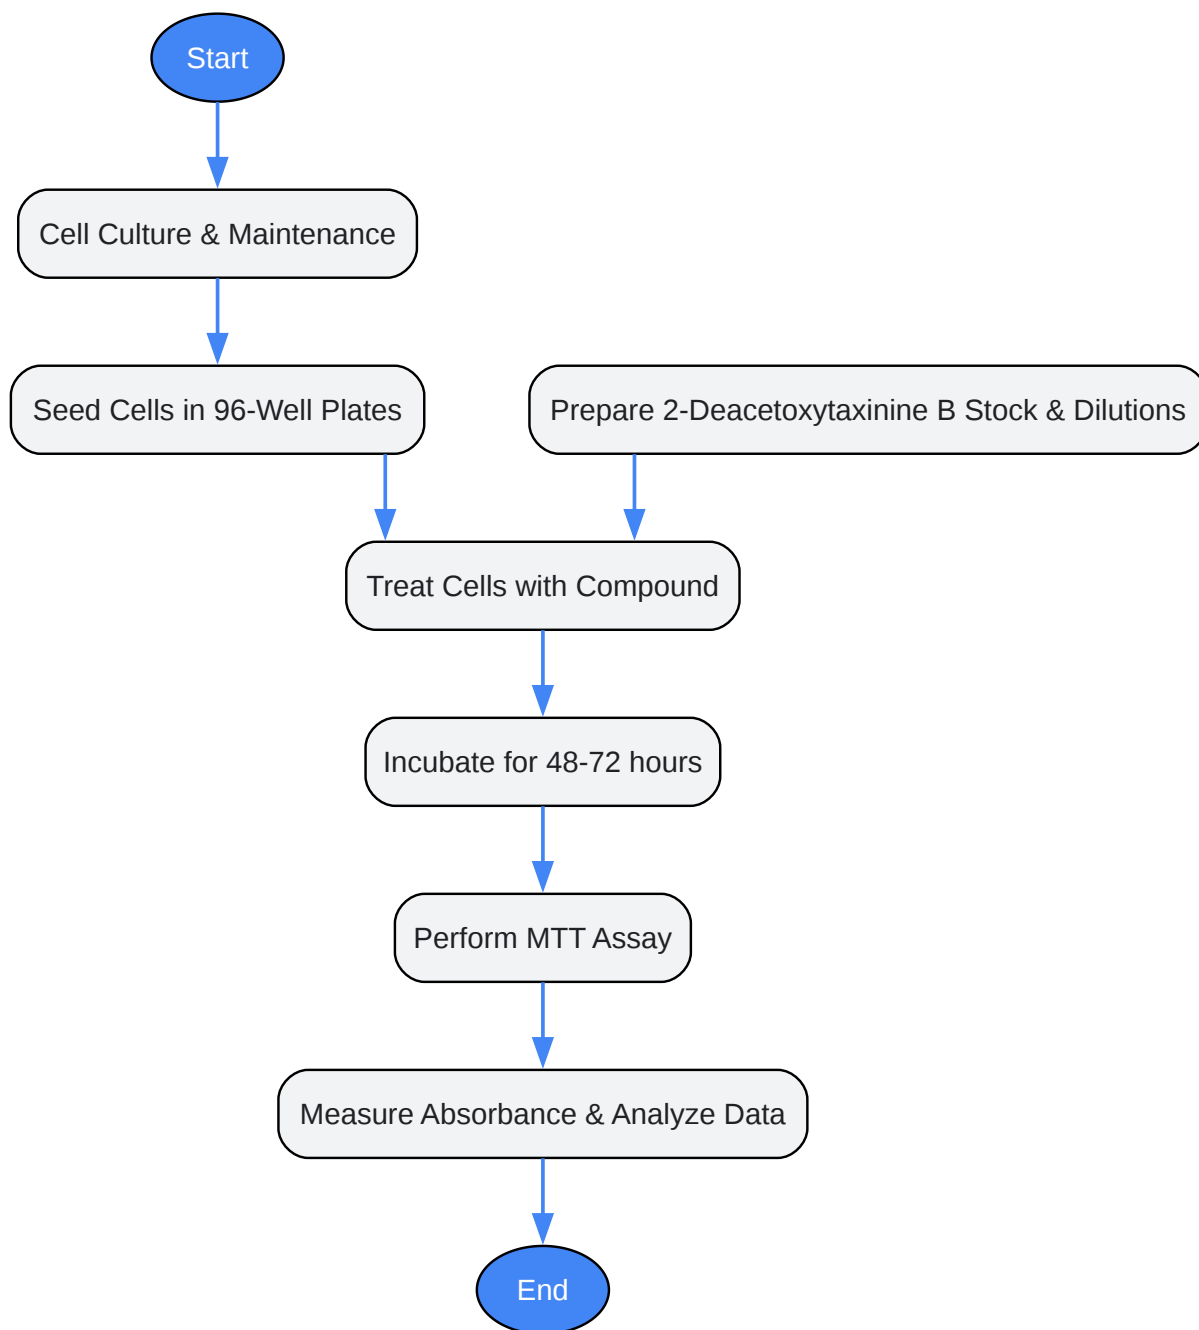 Start
Cell Culture & Maintenance
Seed Cells in 96-Well Plates
Prepare 2-Deacetoxytaxinine B Stock & Dilutions
Treat Cells with Compound
Incubate for 48-72 hours
Perform MTT Assay
Measure Absorbance & Analyze Data
End